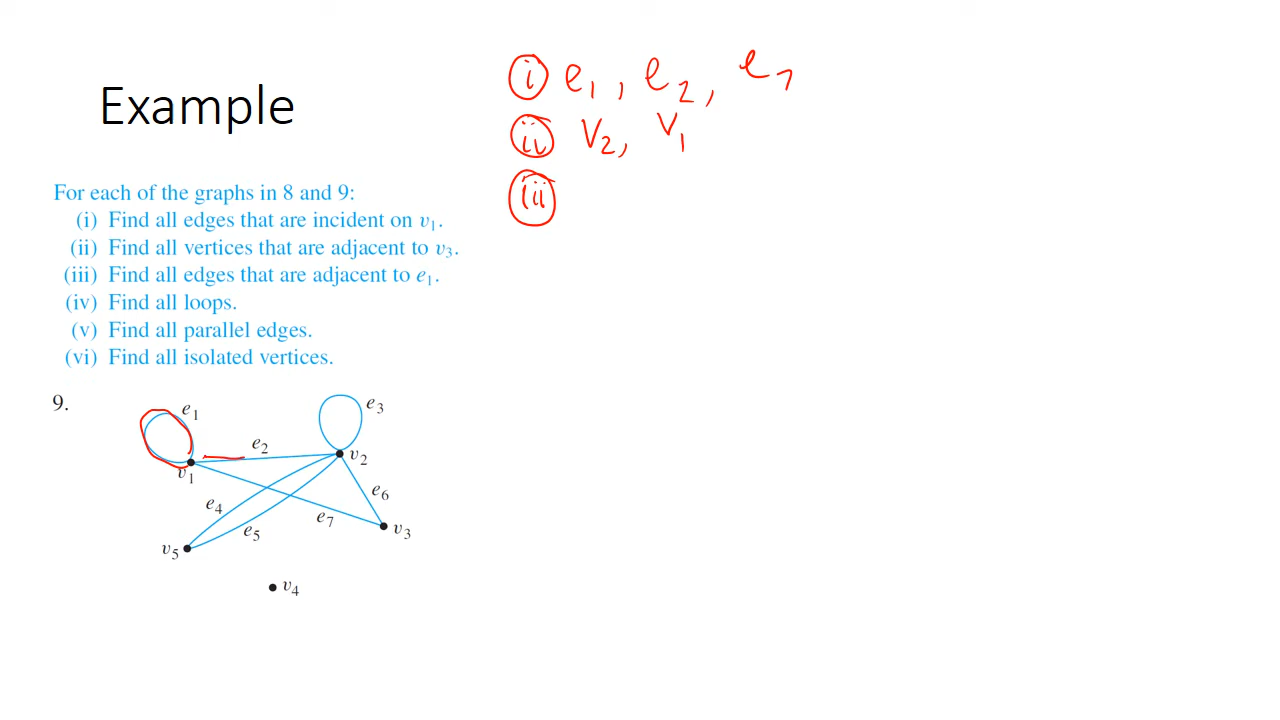 Example
For each of the graphs in 8 and 9:
(i) Find all edges that are incident on v₁.
(ii) Find all vertices that are adjacent to v₃.
(iii) Find all edges that are adjacent to e₁.
(iv) Find all loops.
(v) Find all parallel edges.
(vi) Find all isolated vertices.
9.
e₁
e₃
e₂
v₂
v₁
e₆
e₄
e₇
e₅
v₃
v₅
v₄
(i) e₁, e₂, e₇
(ii) v₂, v₁
(iii)